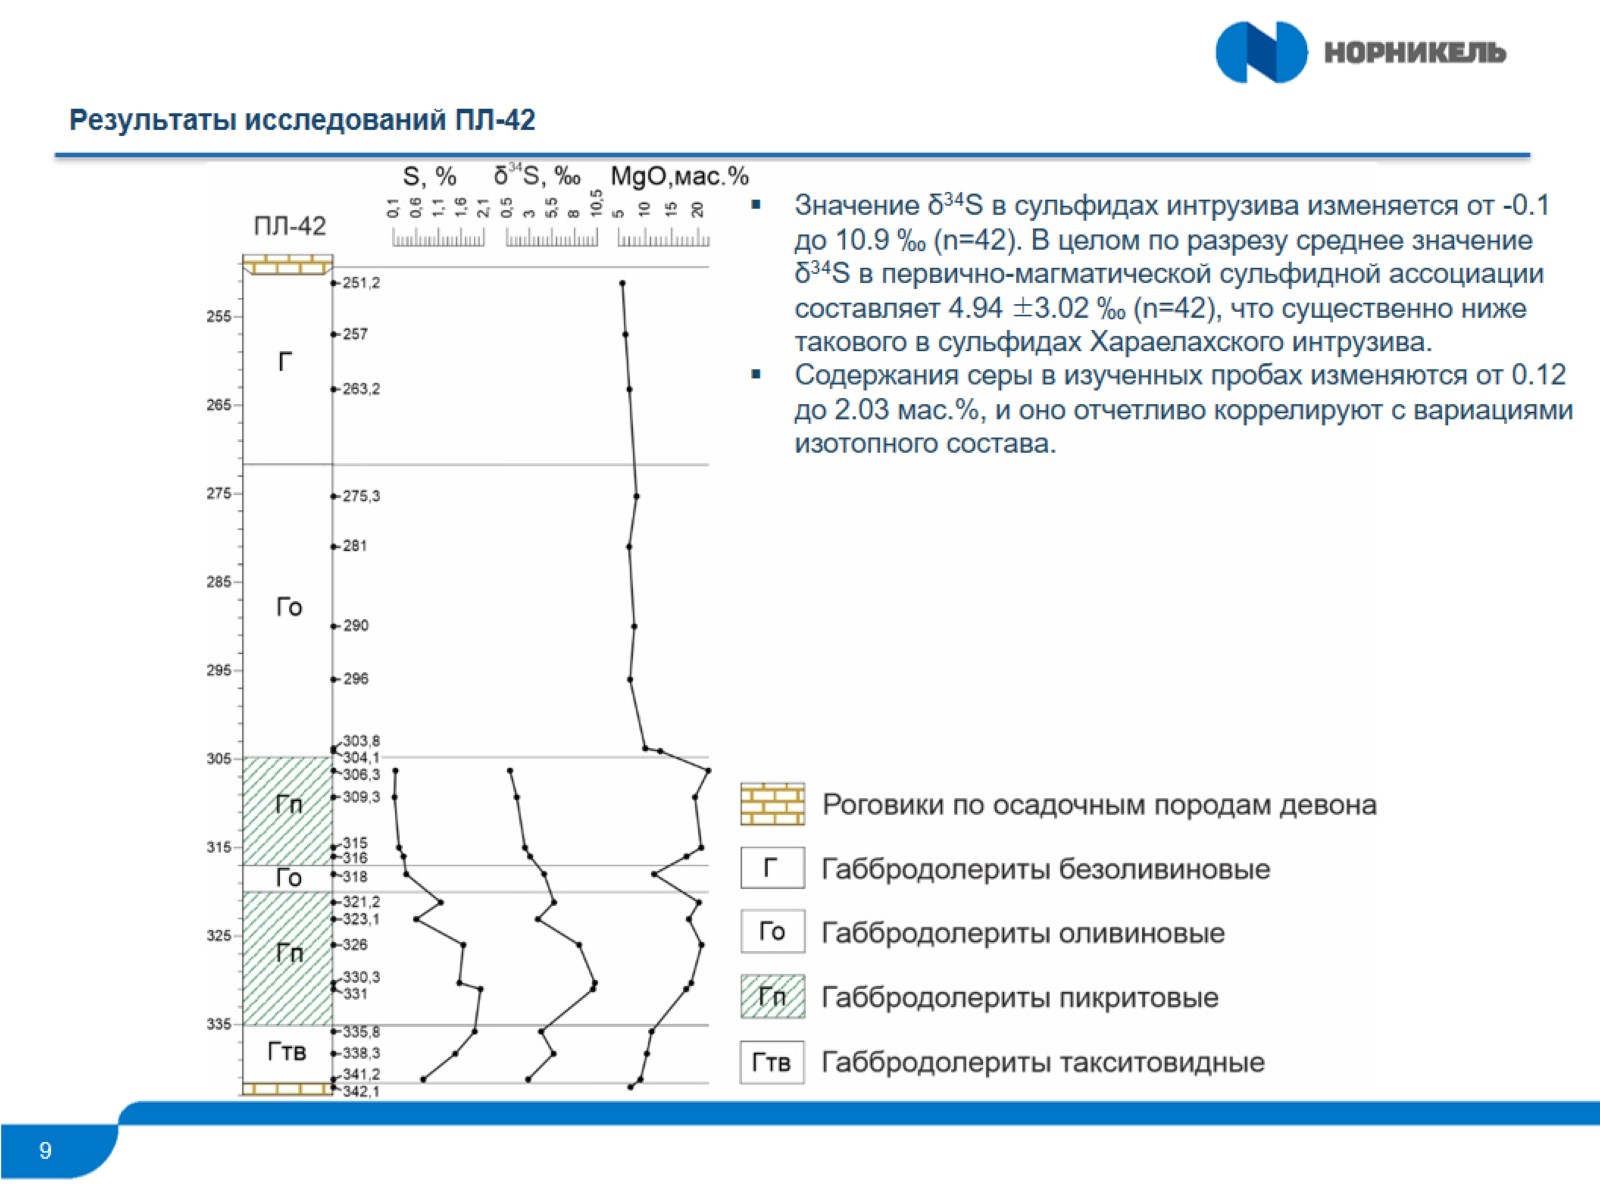 НОРНИКЕЛЬ
Результаты исследований ПЛ-42
S, % δ³⁴S, ‰ MgO,мас.%
0,1 0,6 1,1 1,6 2,1 0,5 3 5,5 8 10,5 5 10 15 20
ПЛ-42
▪ Значение δ³⁴S в сульфидах интрузива изменяется от -0.1
до 10.9 ‰ (n=42). В целом по разрезу среднее значение
δ³⁴S в первично-магматической сульфидной ассоциации
составляет 4.94 ±3.02 ‰ (n=42), что существенно ниже
такового в сульфидах Хараелахского интрузива.
▪ Содержания серы в изученных пробах изменяются от 0.12
до 2.03 мас.%, и оно отчетливо коррелируют с вариациями
изотопного состава.
251,2
255
257
Г
263,2
265
275
275,3
281
285
Го
290
295
296
303,8
304,1
305
306,3
Гп
309,3
315
315
316
Го
318
321,2
323,1
325
326
Гп
330,3
331
335
335,8
Гтв
338,3
341,2
342,1
Роговики по осадочным породам девона
Г Габбродолериты безоливиновые
Го Габбродолериты оливиновые
Гп Габбродолериты пикритовые
Гтв Габбродолериты такситовидные
9